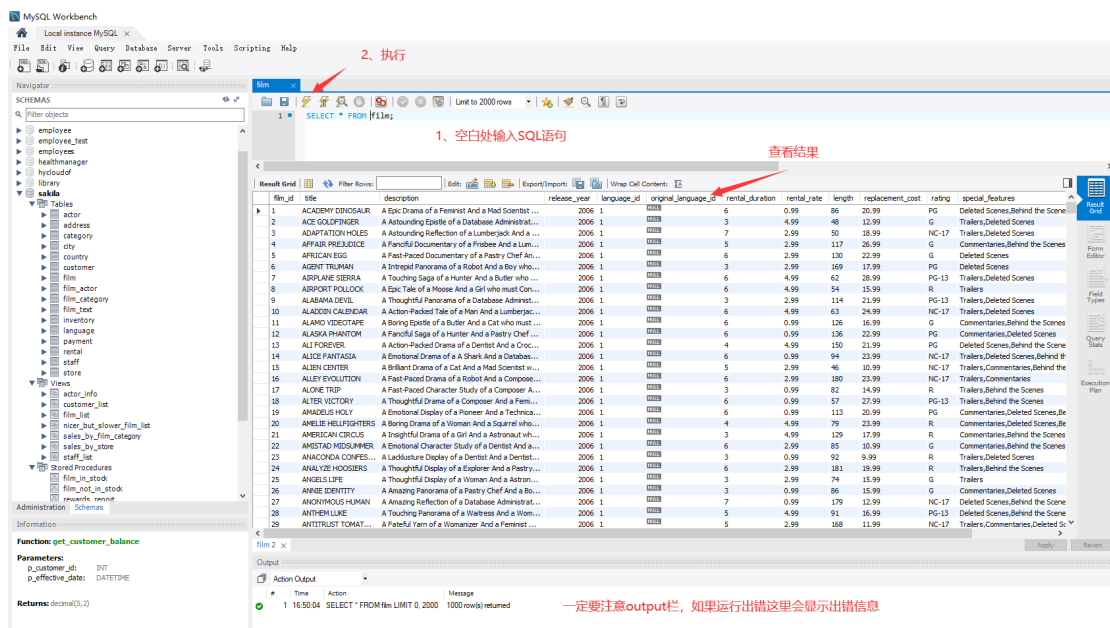 MySQL Workbench
Local instance MySQL ×
File Edit View Query Database Server Tools Scripting Help
2、执行
Navigator
film ×
SCHEMAS
Limit to 2000 rows
Filter objects
1 SELECT * FROM film;
1、空白处输入SQL语句
查看结果
employee
employee_test
employees
healthmanager
hycloudof
library
sakila
Tables
actor
address
category
city
country
customer
film
film_actor
film_category
film_text
inventory
language
payment
rental
staff
store
Views
actor_info
customer_list
film_list
nicer_but_slower_film_list
sales_by_film_category
sales_by_store
staff_list
Stored Procedures
film_in_stock
film_not_in_stock
rewards_report
Administration Schemas
Information
Function: get_customer_balance
Parameters:
p_customer_id: INT
p_effective_date: DATETIME
Returns: decimal(5,2)
Result Grid Filter Rows: Edit: Export/Import: Wrap Cell Content:
film_id title description release_year language_id original_language_id rental_duration rental_rate length replacement_cost rating special_features
1 ACADEMY DINOSAUR A Epic Drama of a Feminist And a Mad Scientist ... 2006 1 NULL 6 0.99 86 20.99 PG Deleted Scenes,Behind the Scene
2 ACE GOLDFINGER A Astounding Epistle of a Database Administrat... 2006 1 NULL 3 4.99 48 12.99 G Trailers,Deleted Scenes
3 ADAPTATION HOLES A Astounding Reflection of a Lumberjack And a ... 2006 1 NULL 7 2.99 50 18.99 NC-17 Trailers,Deleted Scenes
4 AFFAIR PREJUDICE A Fanciful Documentary of a Frisbee And a Lum... 2006 1 NULL 5 2.99 117 26.99 G Commentaries,Behind the Scenes
5 AFRICAN EGG A Fast-Paced Documentary of a Pastry Chef An... 2006 1 NULL 6 2.99 130 22.99 G Deleted Scenes
6 AGENT TRUMAN A Intrepid Panorama of a Robot And a Boy who... 2006 1 NULL 3 2.99 169 17.99 PG Deleted Scenes
7 AIRPLANE SIERRA A Touching Saga of a Hunter And a Butler who ... 2006 1 NULL 6 4.99 62 28.99 PG-13 Trailers,Deleted Scenes
8 AIRPORT POLLOCK A Epic Tale of a Moose And a Girl who must Con... 2006 1 NULL 6 4.99 54 15.99 R Trailers
9 ALABAMA DEVIL A Thoughtful Panorama of a Database Administ... 2006 1 NULL 3 2.99 114 21.99 PG-13 Trailers,Deleted Scenes
10 ALADDIN CALENDAR A Action-Packed Tale of a Man And a Lumberjac... 2006 1 NULL 6 4.99 63 24.99 NC-17 Trailers,Deleted Scenes
11 ALAMO VIDEOTAPE A Boring Epistle of a Butler And a Cat who must ... 2006 1 NULL 6 0.99 126 16.99 G Commentaries,Behind the Scenes
12 ALASKA PHANTOM A Fanciful Saga of a Hunter And a Pastry Chef ... 2006 1 NULL 6 0.99 136 22.99 PG Commentaries,Deleted Scenes
13 ALI FOREVER A Action-Packed Drama of a Dentist And a Croc... 2006 1 NULL 4 4.99 150 21.99 PG Deleted Scenes,Behind the Scene
14 ALICE FANTASIA A Emotional Drama of a A Shark And a Databas... 2006 1 NULL 6 0.99 94 23.99 NC-17 Trailers,Deleted Scenes,Behind th
15 ALIEN CENTER A Brilliant Drama of a Cat And a Mad Scientist w... 2006 1 NULL 5 2.99 46 10.99 NC-17 Trailers,Commentaries,Behind the
16 ALLEY EVOLUTION A Fast-Paced Drama of a Robot And a Compose... 2006 1 NULL 6 2.99 180 23.99 NC-17 Trailers,Commentaries
17 ALONE TRIP A Fast-Paced Character Study of a Composer A... 2006 1 NULL 3 0.99 82 14.99 R Trailers,Behind the Scenes
18 ALTER VICTORY A Thoughtful Drama of a Composer And a Femi... 2006 1 NULL 6 0.99 57 27.99 PG-13 Trailers,Behind the Scenes
19 AMADEUS HOLY A Emotional Display of a Pioneer And a Technica... 2006 1 NULL 6 0.99 113 20.99 PG Commentaries,Deleted Scenes,Be
20 AMELIE HELLFIGHTERS A Boring Drama of a Woman And a Squirrel who... 2006 1 NULL 4 4.99 79 23.99 R Commentaries,Deleted Scenes,Be
21 AMERICAN CIRCUS A Insightful Drama of a Girl And a Astronaut wh... 2006 1 NULL 3 4.99 129 17.99 R Commentaries,Behind the Scenes
22 AMISTAD MIDSUMMER A Emotional Character Study of a Dentist And a... 2006 1 NULL 6 2.99 85 10.99 G Commentaries,Behind the Scenes
23 ANACONDA CONFES... A Lacklusture Display of a Dentist And a Dentist... 2006 1 NULL 3 0.99 92 9.99 R Trailers,Deleted Scenes
24 ANALYZE HOOSIERS A Thoughtful Display of a Explorer And a Pastry... 2006 1 NULL 6 2.99 181 19.99 R Trailers,Behind the Scenes
25 ANGELS LIFE A Thoughtful Display of a Woman And a Astron... 2006 1 NULL 3 2.99 74 15.99 G Trailers
26 ANNIE IDENTITY A Amazing Panorama of a Pastry Chef And a Bo... 2006 1 NULL 3 0.99 86 15.99 G Commentaries,Deleted Scenes
27 ANONYMOUS HUMAN A Amazing Reflection of a Database Administrat... 2006 1 NULL 7 0.99 179 12.99 NC-17 Deleted Scenes,Behind the Scene
28 ANTHEM LUKE A Touching Panorama of a Waitress And a Wom... 2006 1 NULL 5 4.99 91 16.99 PG-13 Deleted Scenes,Behind the Scene
29 ANTITRUST TOMAT... A Fateful Yarn of a Womanizer And a Feminist ... 2006 1 NULL 5 2.99 168 11.99 NC-17 Trailers,Commentaries,Deleted Sc
Result
Grid
Form
Editor
Field
Types
Query
Stats
Execution
Plan
film 2 × Apply Revert
Output
Action Output
# Time Action Message
1 16:50:04 SELECT * FROM film LIMIT 0, 2000 1000 row(s) returned
一定要注意output栏，如果运行出错这里会显示出错信息